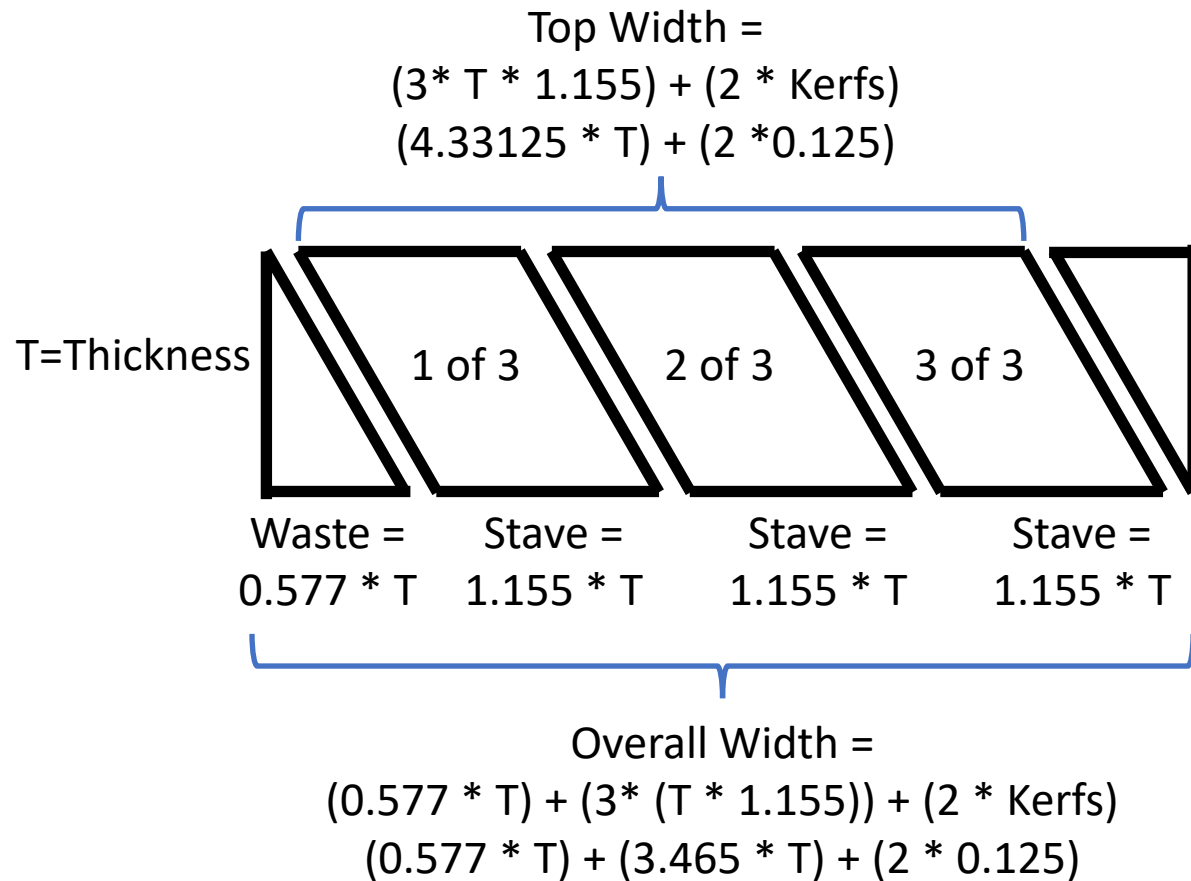 Top Width =
(3* T * 1.155) + (2 * Kerfs)
(4.33125 * T) + (2 *0.125)
T=Thickness
1 of 3
2 of 3
3 of 3
Waste =
0.577 * T
Stave =
1.155 * T
Stave =
1.155 * T
Stave =
1.155 * T
Overall Width =
(0.577 * T) + (3* (T * 1.155)) + (2 * Kerfs)
(0.577 * T) + (3.465 * T) + (2 * 0.125)